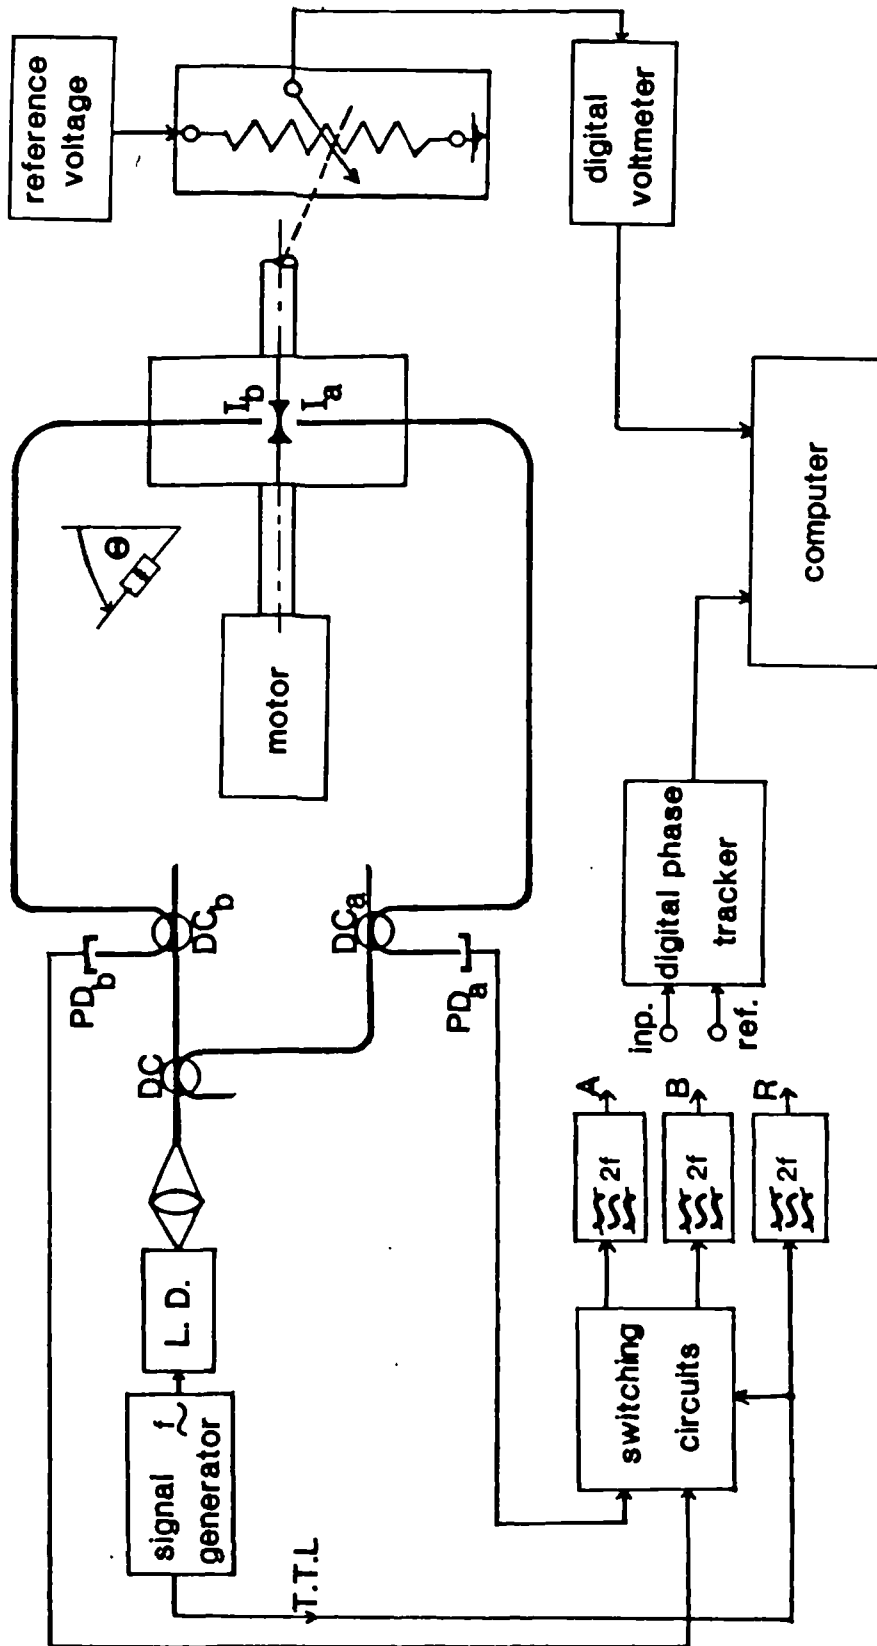 signal f
generator
L. D.
DC
PD_b
DC_b
DC_a
PD_a
T.T.L
motor
Θ
I_b
I_a
reference
voltage
switching
circuits
2f
A
2f
B
2f
R
inp.
ref.
digital phase
tracker
computer
digital
voltmeter